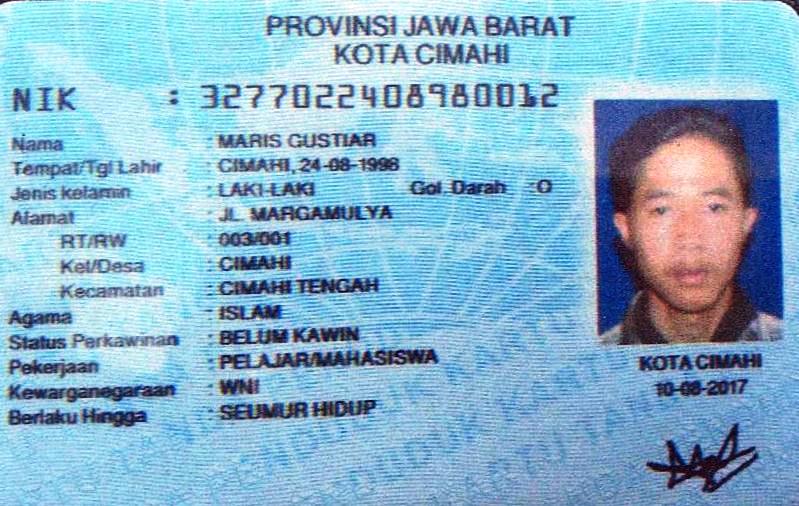 PROVINSI JAWA BARAT
KOTA CIMAHI
NIK : 3277022408980012
Nama : MARIS GUSTIAR
Tempat/Tgl Lahir : CIMAHI, 24-08-1998
Jenis kelamin : LAKI-LAKI Gol. Darah : O
Alamat : JL. MARGAMULYA
RT/RW : 003/001
Kel/Desa : CIMAHI
Kecamatan : CIMAHI TENGAH
Agama : ISLAM
Status Perkawinan : BELUM KAWIN
Pekerjaan : PELAJAR/MAHASISWA
Kewarganegaraan : WNI
Berlaku Hingga : SEUMUR HIDUP
KOTA CIMAHI
10-08-2017